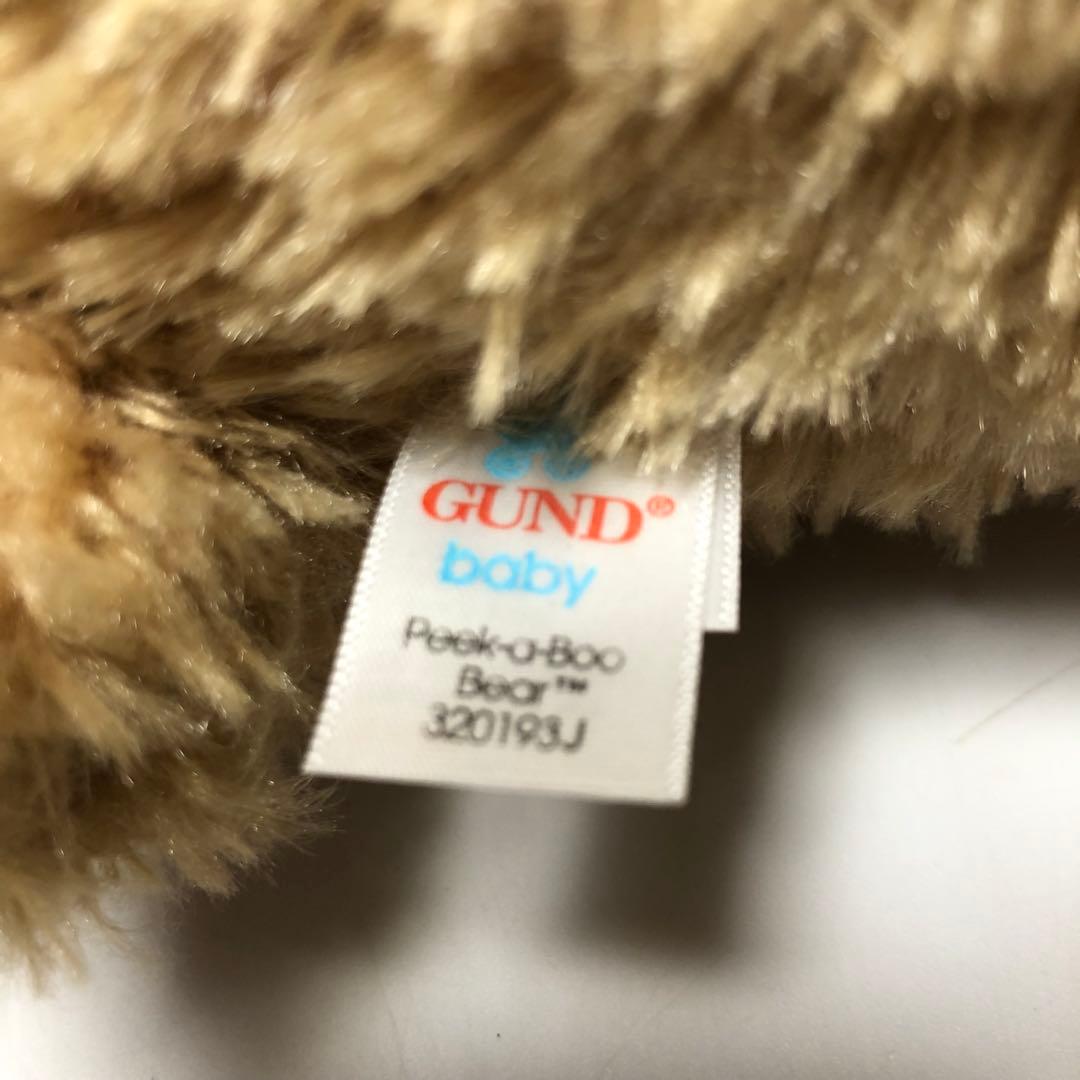 GUND®
baby
Peek-a-Boo
Bear™
320193J